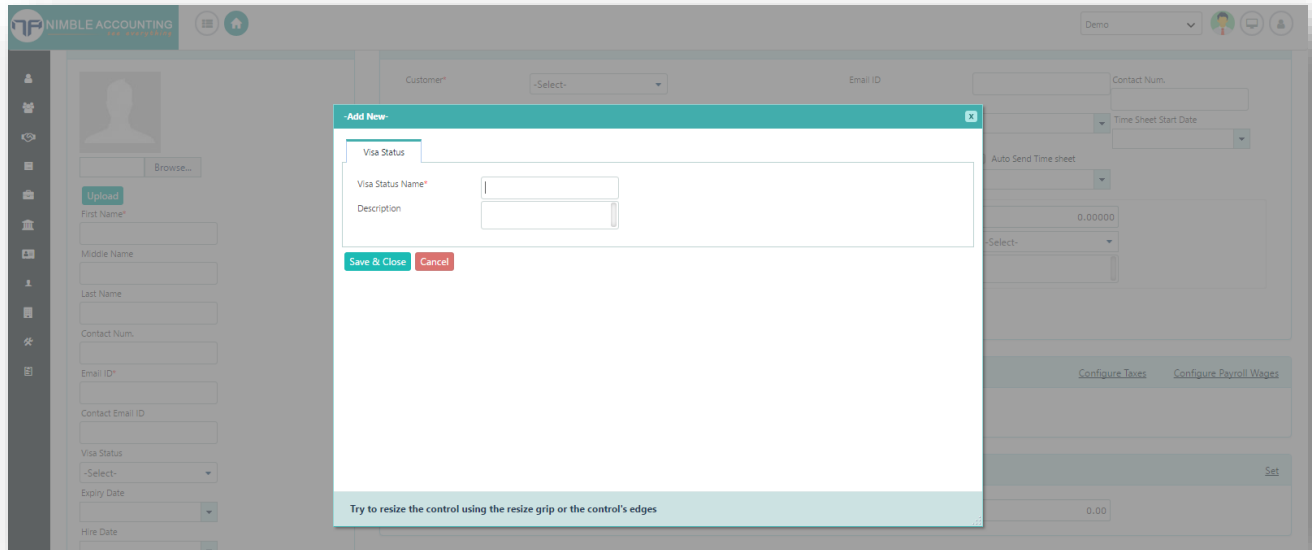 NIMBLE ACCOUNTING
see everything
Demo
Browse...
Upload
First Name*
Middle Name
Last Name
Contact Num.
Email ID*
Contact Email ID
Visa Status
-Select-
Expiry Date
Hire Date
Customer*
-Select-
Email ID
Contact Num.
Time Sheet Start Date
Auto Send Time sheet
0.00000
-Select-
Configure Taxes
Configure Payroll Wages
Set
0.00
-Add New-
x
Visa Status
Visa Status Name*
Description
Save & Close
Cancel
Try to resize the control using the resize grip or the control's edges